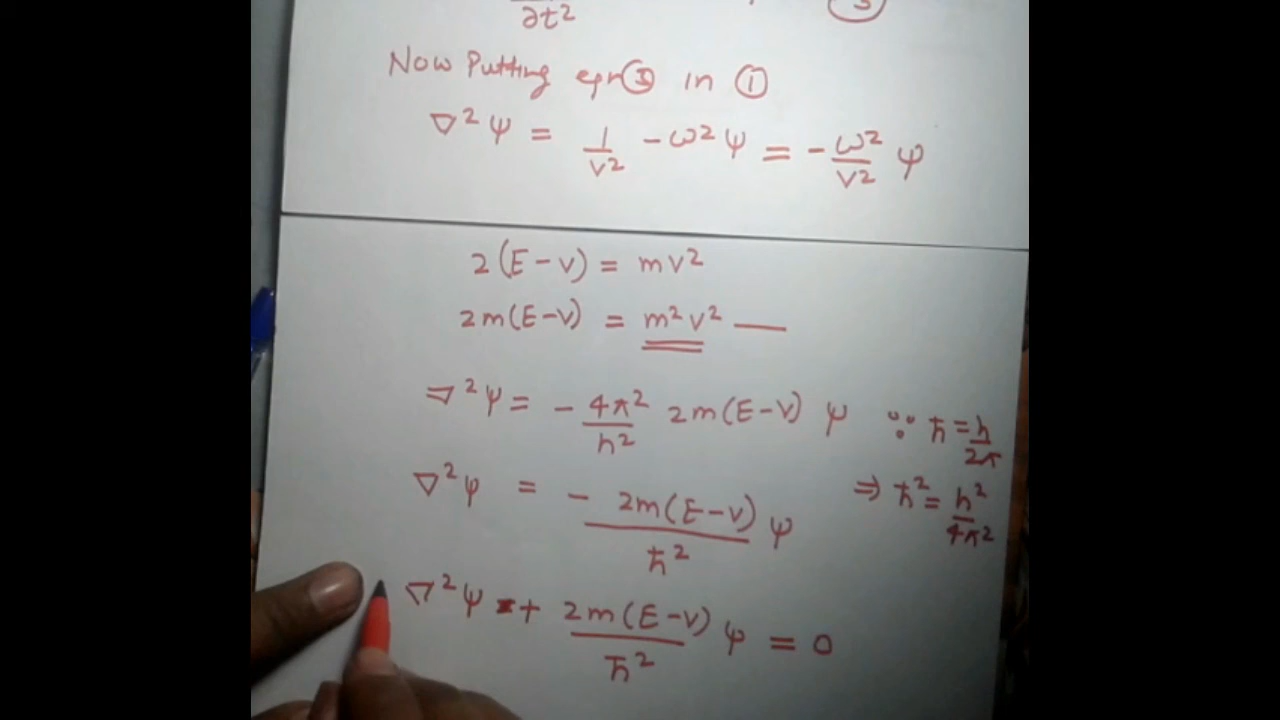 ∂t² 3
Now Putting eqn③ in ①
∇²ψ = 1/v² -ω²ψ = -ω²/v² ψ
2(E-V) = mv²
2m(E-V) = m²v² —
∇²ψ = -4π²/h² 2m(E-V) ψ ∵ ħ = h/2π
∇²ψ = - 2m(E-V)/ħ² ψ ⇒ ħ² = h²/4π²
∇²ψ + 2m(E-V)/ħ² ψ = 0